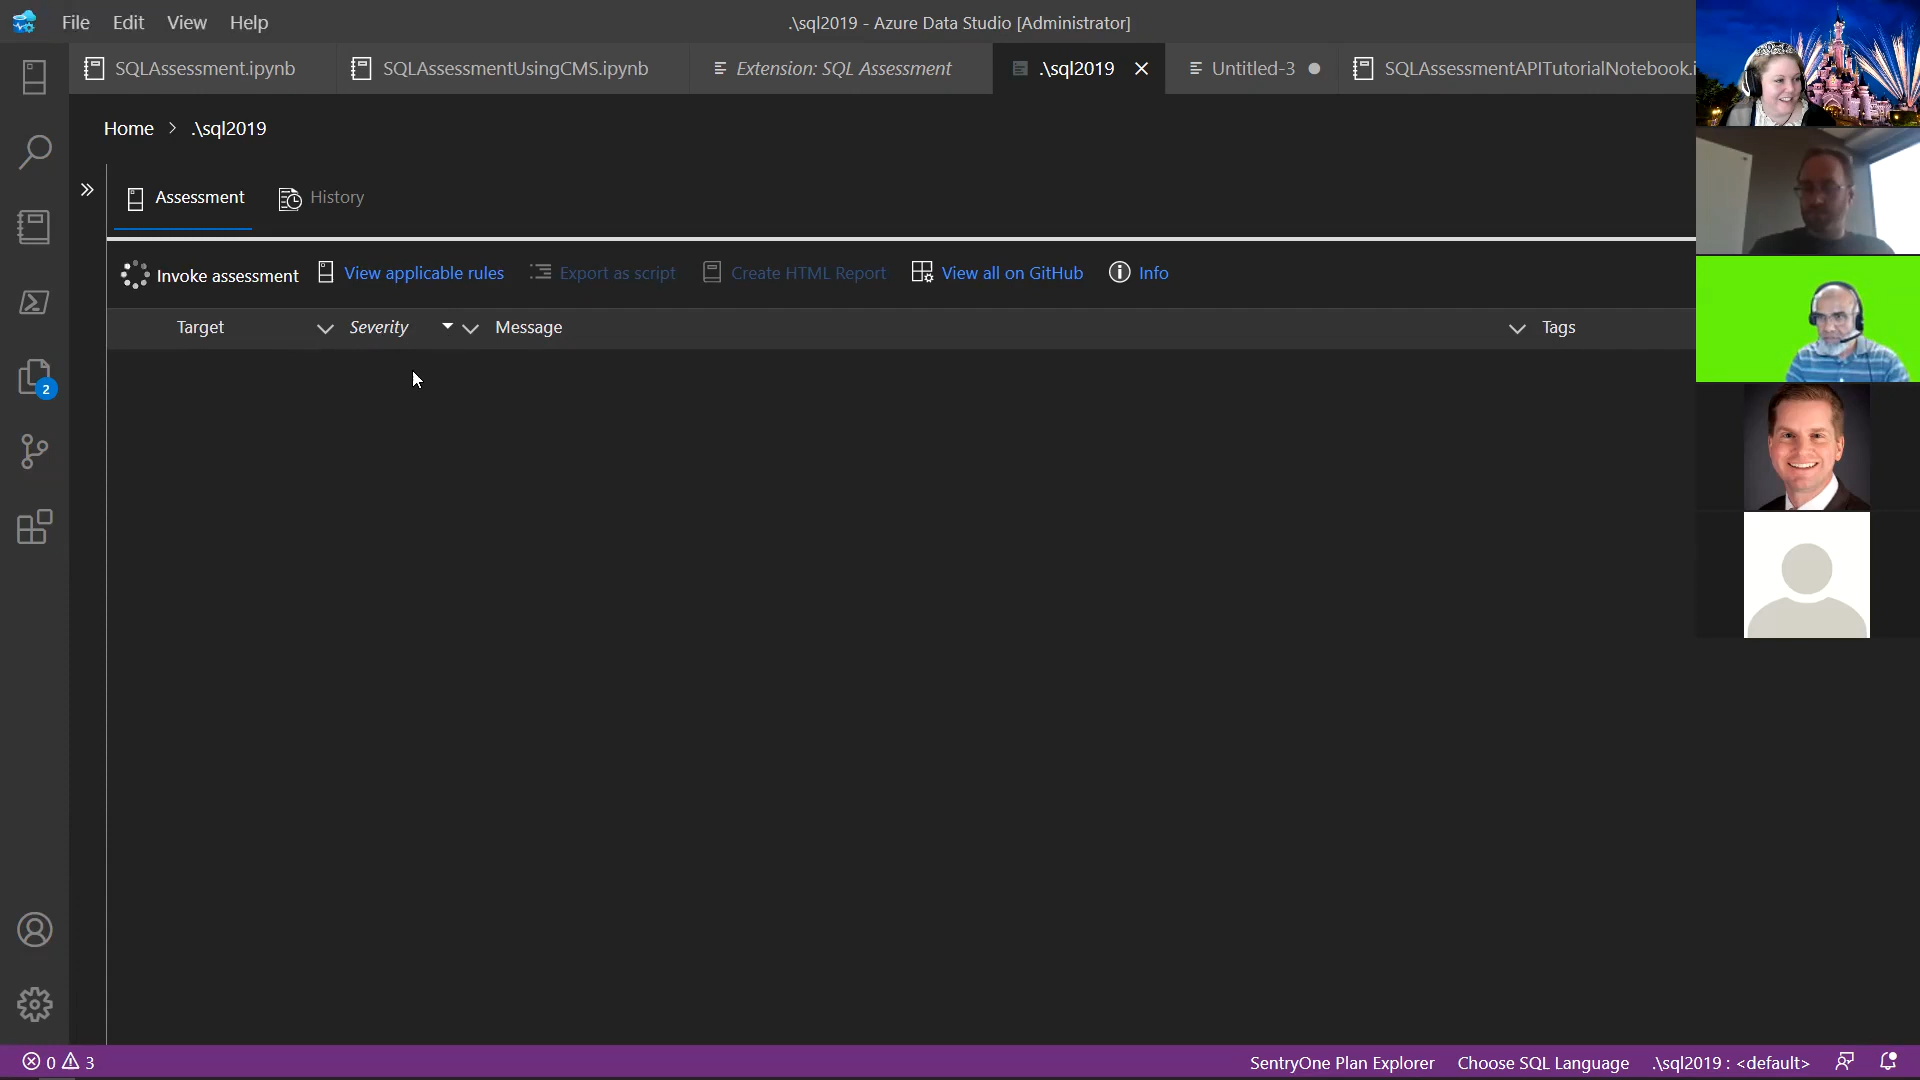 File Edit View Help
.\sql2019 - Azure Data Studio [Administrator]
SQLAssessment.ipynb
SQLAssessmentUsingCMS.ipynb
Extension: SQL Assessment
.\sql2019
Untitled-3
SQLAssessmentAPITutorialNotebook.i
Home > .\sql2019
Assessment
History
Invoke assessment
View applicable rules
Export as script
Create HTML Report
View all on GitHub
Info
Target
Severity
Message
Tags
2
0 3
SentryOne Plan Explorer
Choose SQL Language
.\sql2019 : <default>